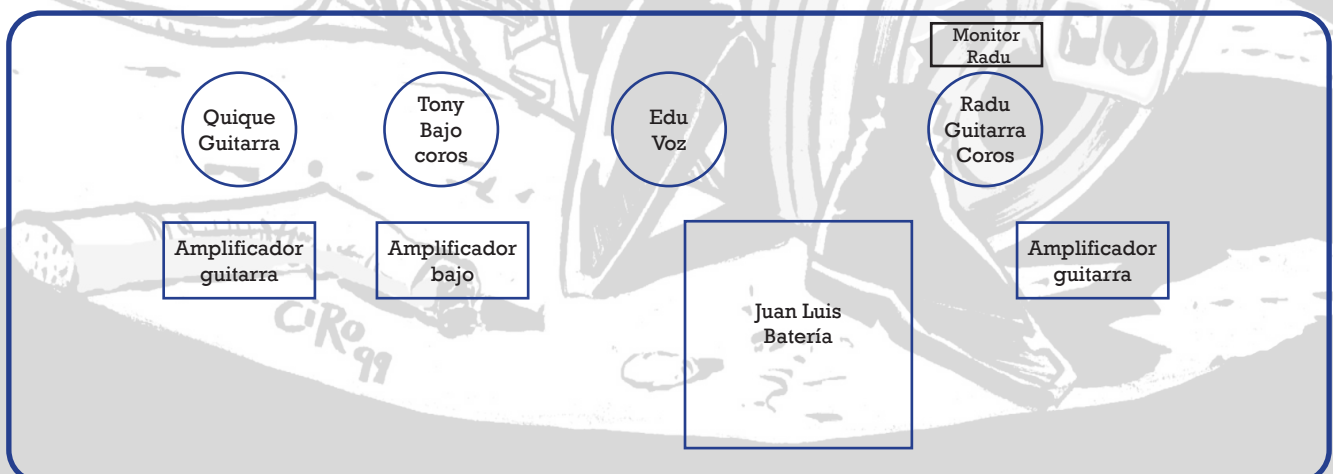 Monitor
Radu
Quique
Guitarra
Tony
Bajo
coros
Edu
Voz
Radu
Guitarra
Coros
Amplificador
guitarra
Amplificador
bajo
Amplificador
guitarra
Juan Luis
Batería
CiRo 99